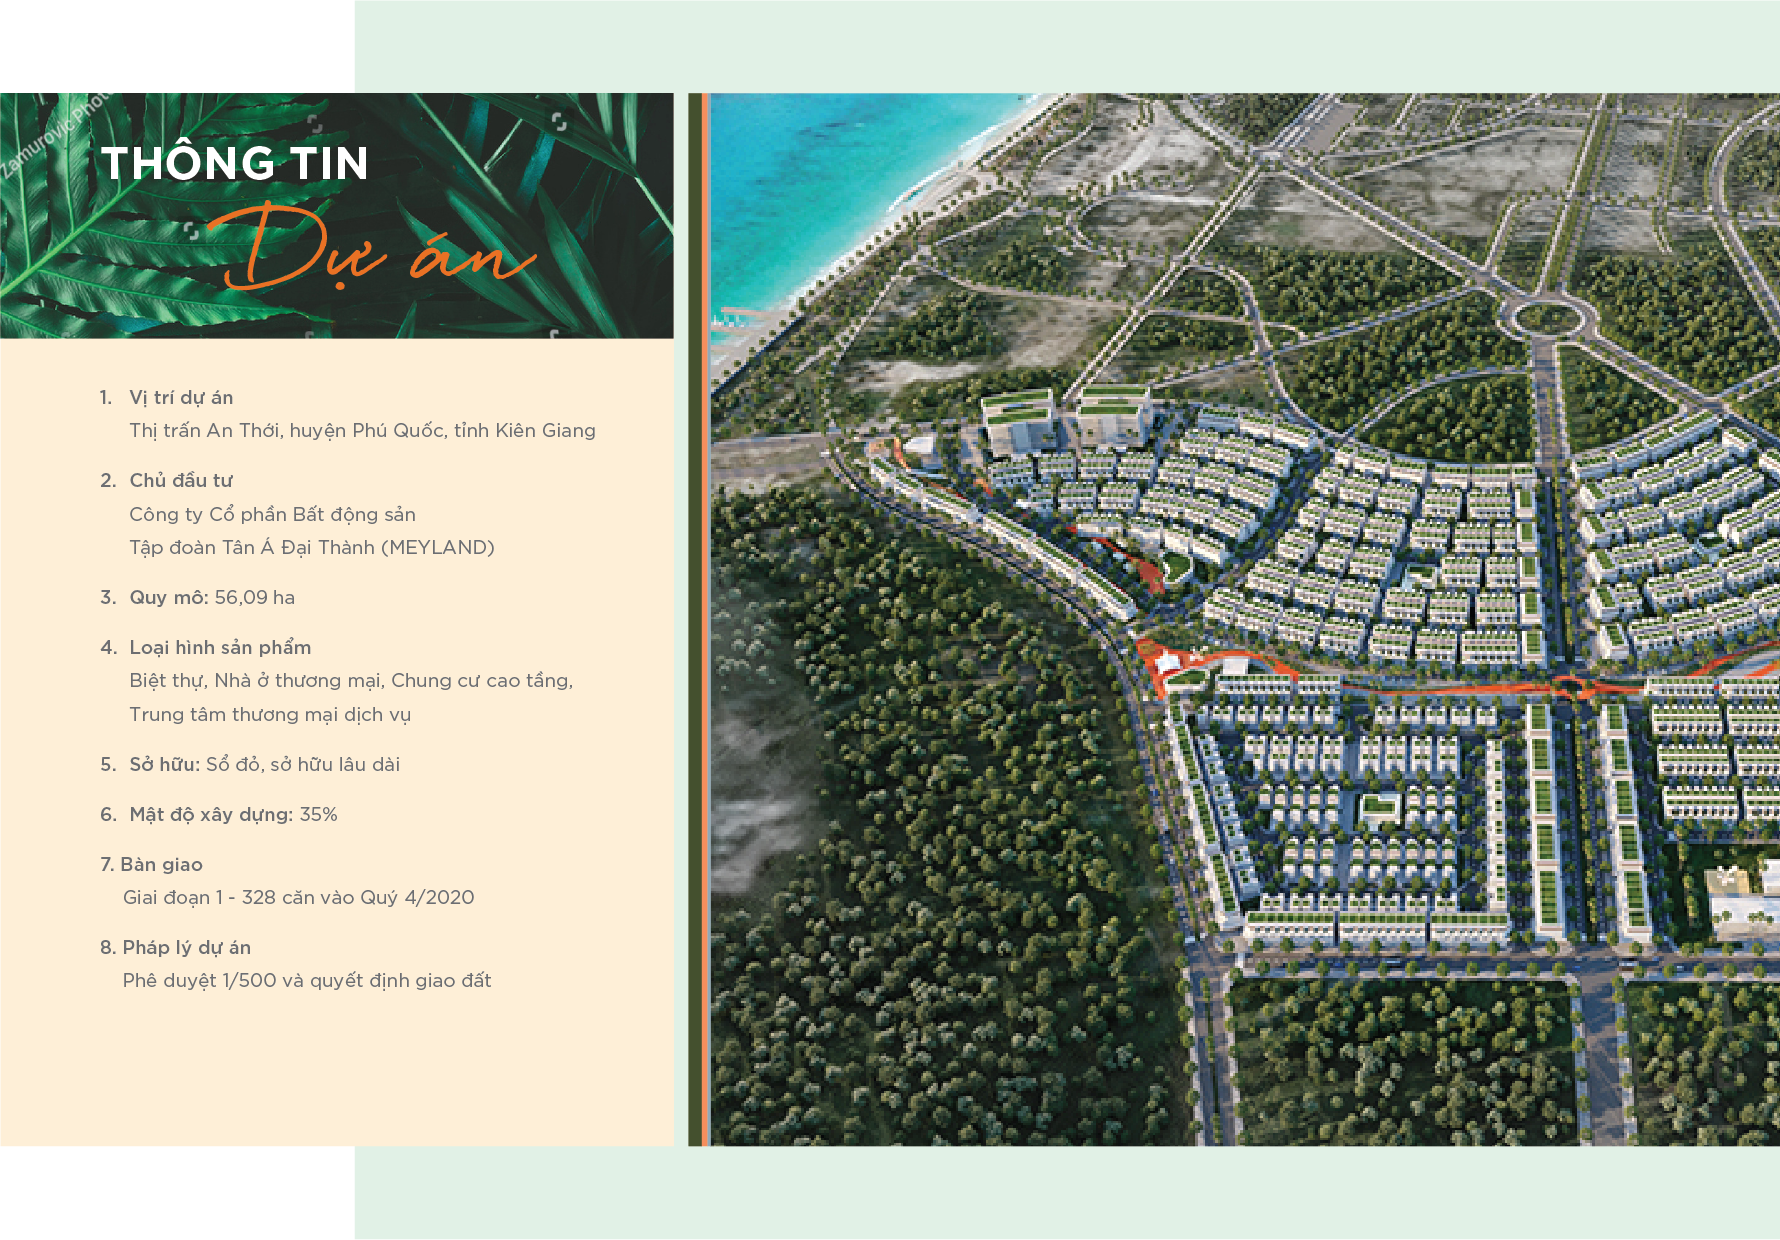 Zamurovic Photo
THÔNG TIN
Dự án
1. Vị trí dự án
Thị trấn An Thới, huyện Phú Quốc, tỉnh Kiên Giang
2. Chủ đầu tư
Công ty Cổ phần Bất động sản
Tập đoàn Tân Á Đại Thành (MEYLAND)
3. Quy mô: 56,09 ha
4. Loại hình sản phẩm
Biệt thự, Nhà ở thương mại, Chung cư cao tầng,
Trung tâm thương mại dịch vụ
5. Sở hữu: Sổ đỏ, sở hữu lâu dài
6. Mật độ xây dựng: 35%
7. Bàn giao
Giai đoạn 1 - 328 căn vào Quý 4/2020
8. Pháp lý dự án
Phê duyệt 1/500 và quyết định giao đất